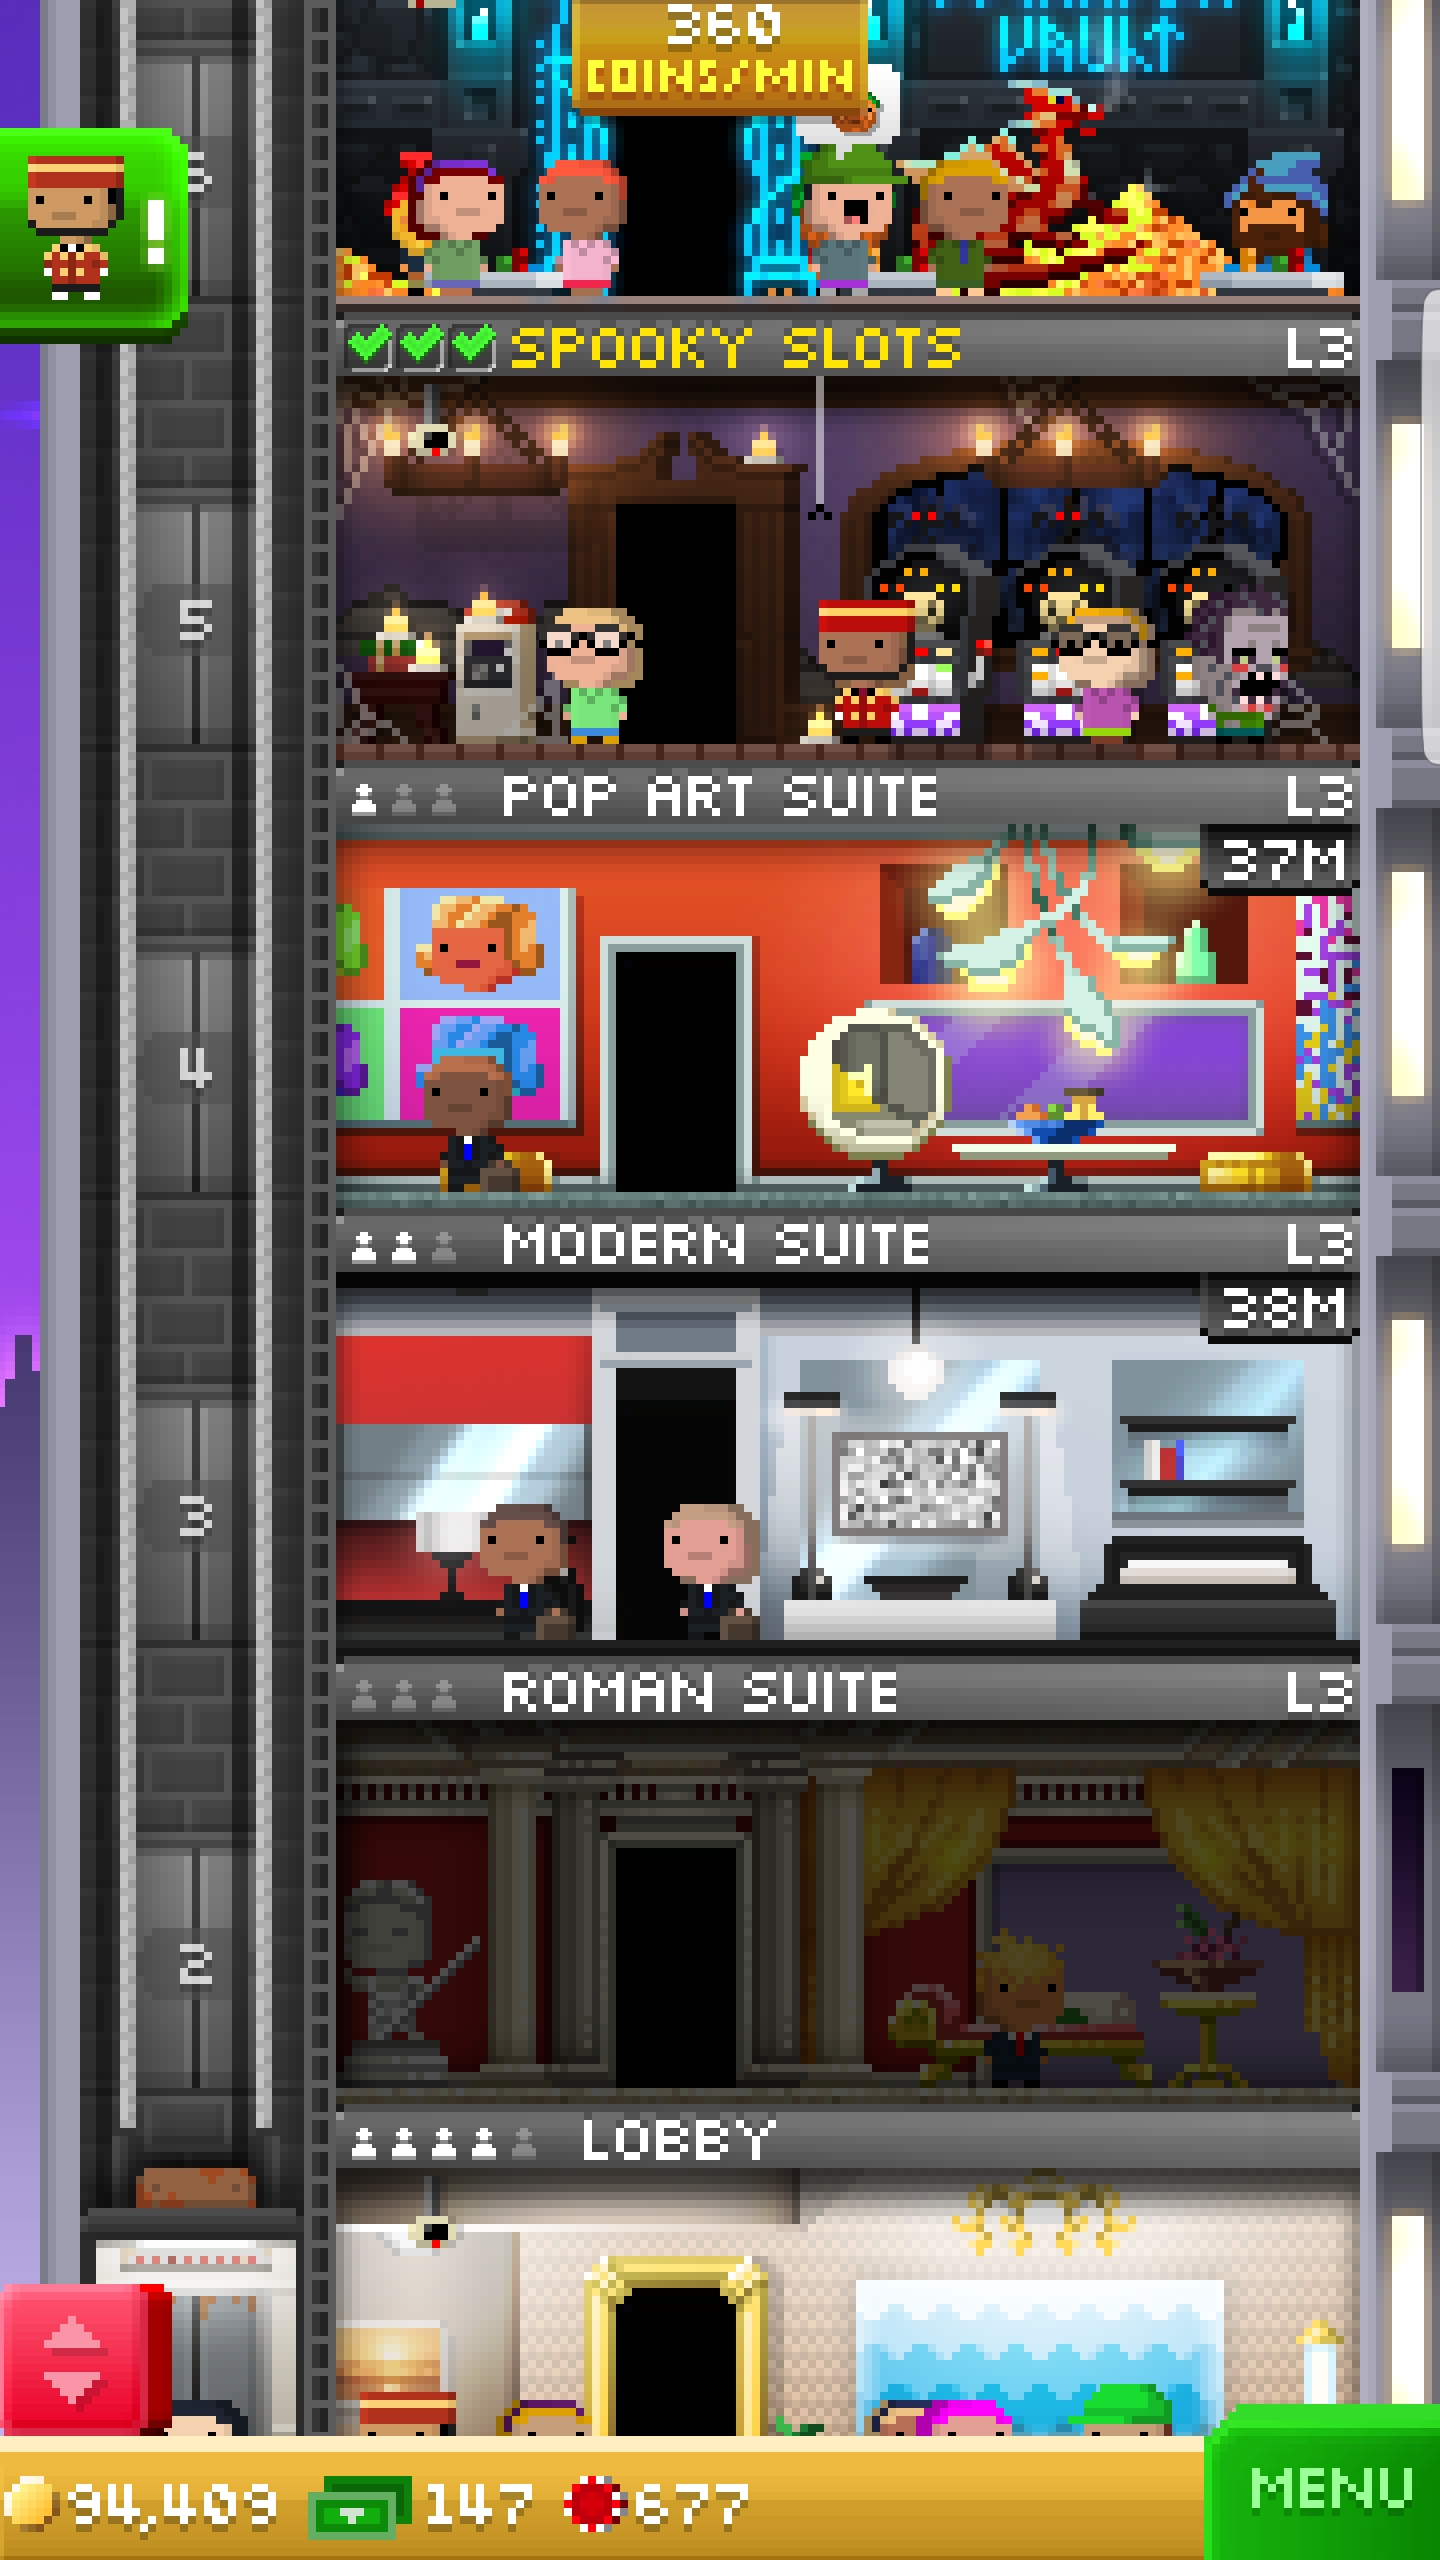 360
COINS/MIN
VAULT
6
!
SPOOKY SLOTS L3
5
POP ART SUITE L3
37M
4
MODERN SUITE L3
38M
3
ROMAN SUITE L3
2
LOBBY
94,409 147 677
MENU